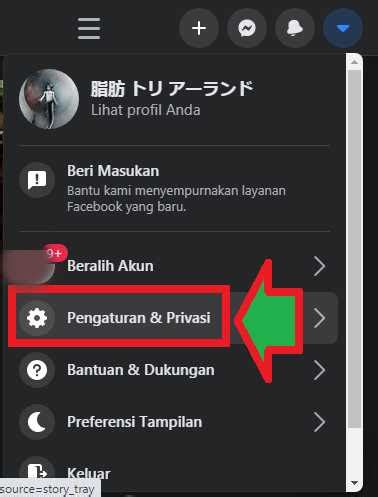 脂肪 トリ アーランド
Lihat profil Anda
Beri Masukan
Bantu kami menyempurnakan layanan
Facebook yang baru.
9+
Beralih Akun
Pengaturan & Privasi
Bantuan & Dukungan
Preferensi Tampilan
Keluar
source=story_tray